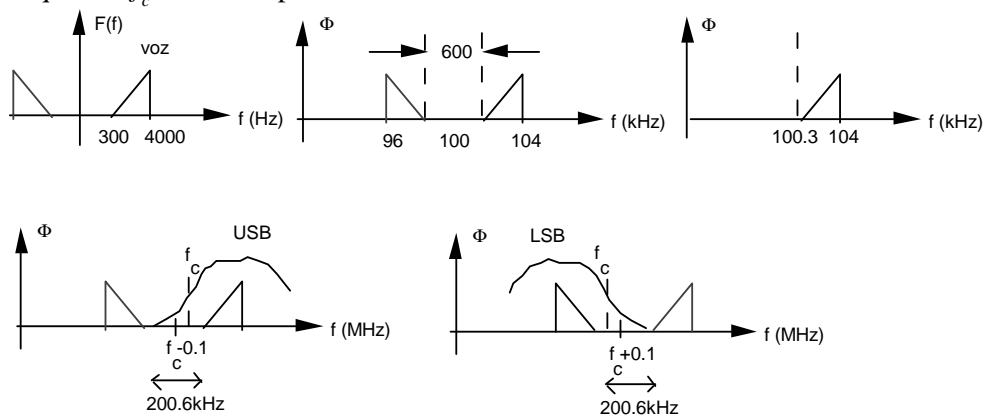 f c
F(f)
voz
300 4000
f (Hz)
Φ
600
96 100 104
f (kHz)
Φ
100.3 104
f (kHz)
Φ
USB
f c
f c -0.1
200.6kHz
f (MHz)
Φ
LSB
f c
f c +0.1
200.6kHz
f (MHz)